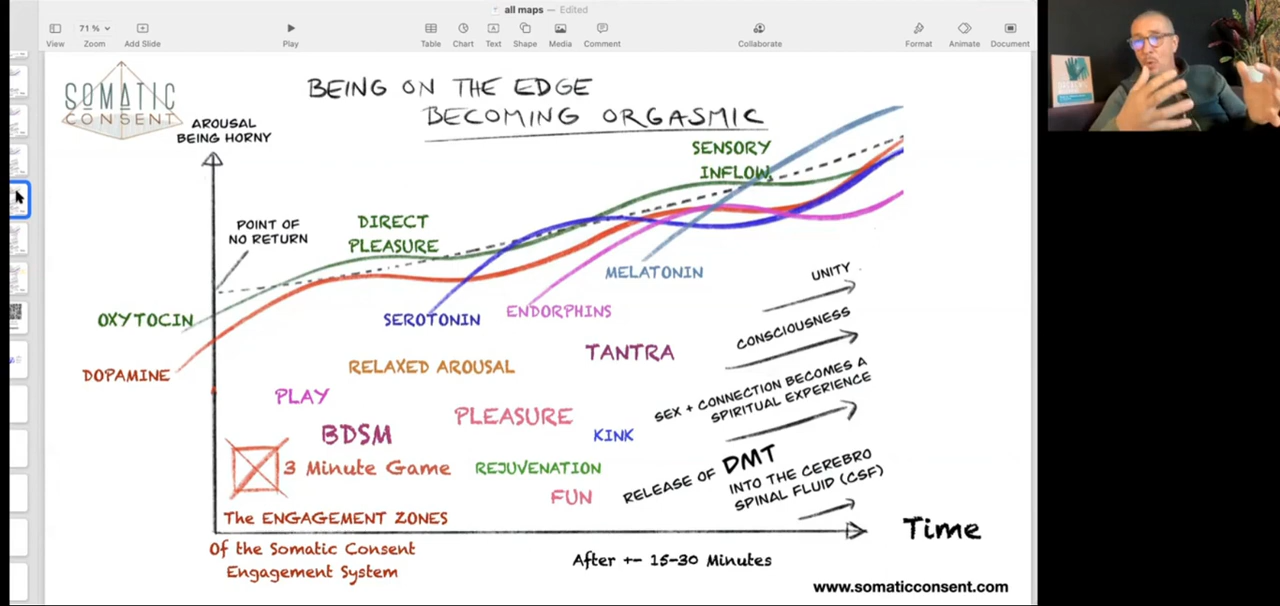 all maps — Edited
71 %
View
Zoom
Add Slide
Play
Table
Chart
Text
Shape
Media
Comment
Collaborate
Format
Animate
Document
SOMATIC
CONSENT
BEING ON THE EDGE
BECOMING ORGASMIC
AROUSAL
BEING HORNY
SENSORY
INFLOW
POINT OF
NO RETURN
DIRECT
PLEASURE
MELATONIN
UNITY
OXYTOCIN
SEROTONIN
ENDORPHINS
CONSCIOUSNESS
DOPAMINE
RELAXED AROUSAL
TANTRA
SEX + CONNECTION BECOMES A
SPIRITUAL EXPERIENCE
PLAY
PLEASURE
BDSM
KINK
3 Minute Game
REJUVENATION
FUN
RELEASE OF DMT
INTO THE CEREBRO
SPINAL FLUID (CSF)
The ENGAGEMENT ZONES
Of the Somatic Consent
Engagement System
Time
After +- 15-30 Minutes
www.somaticconsent.com